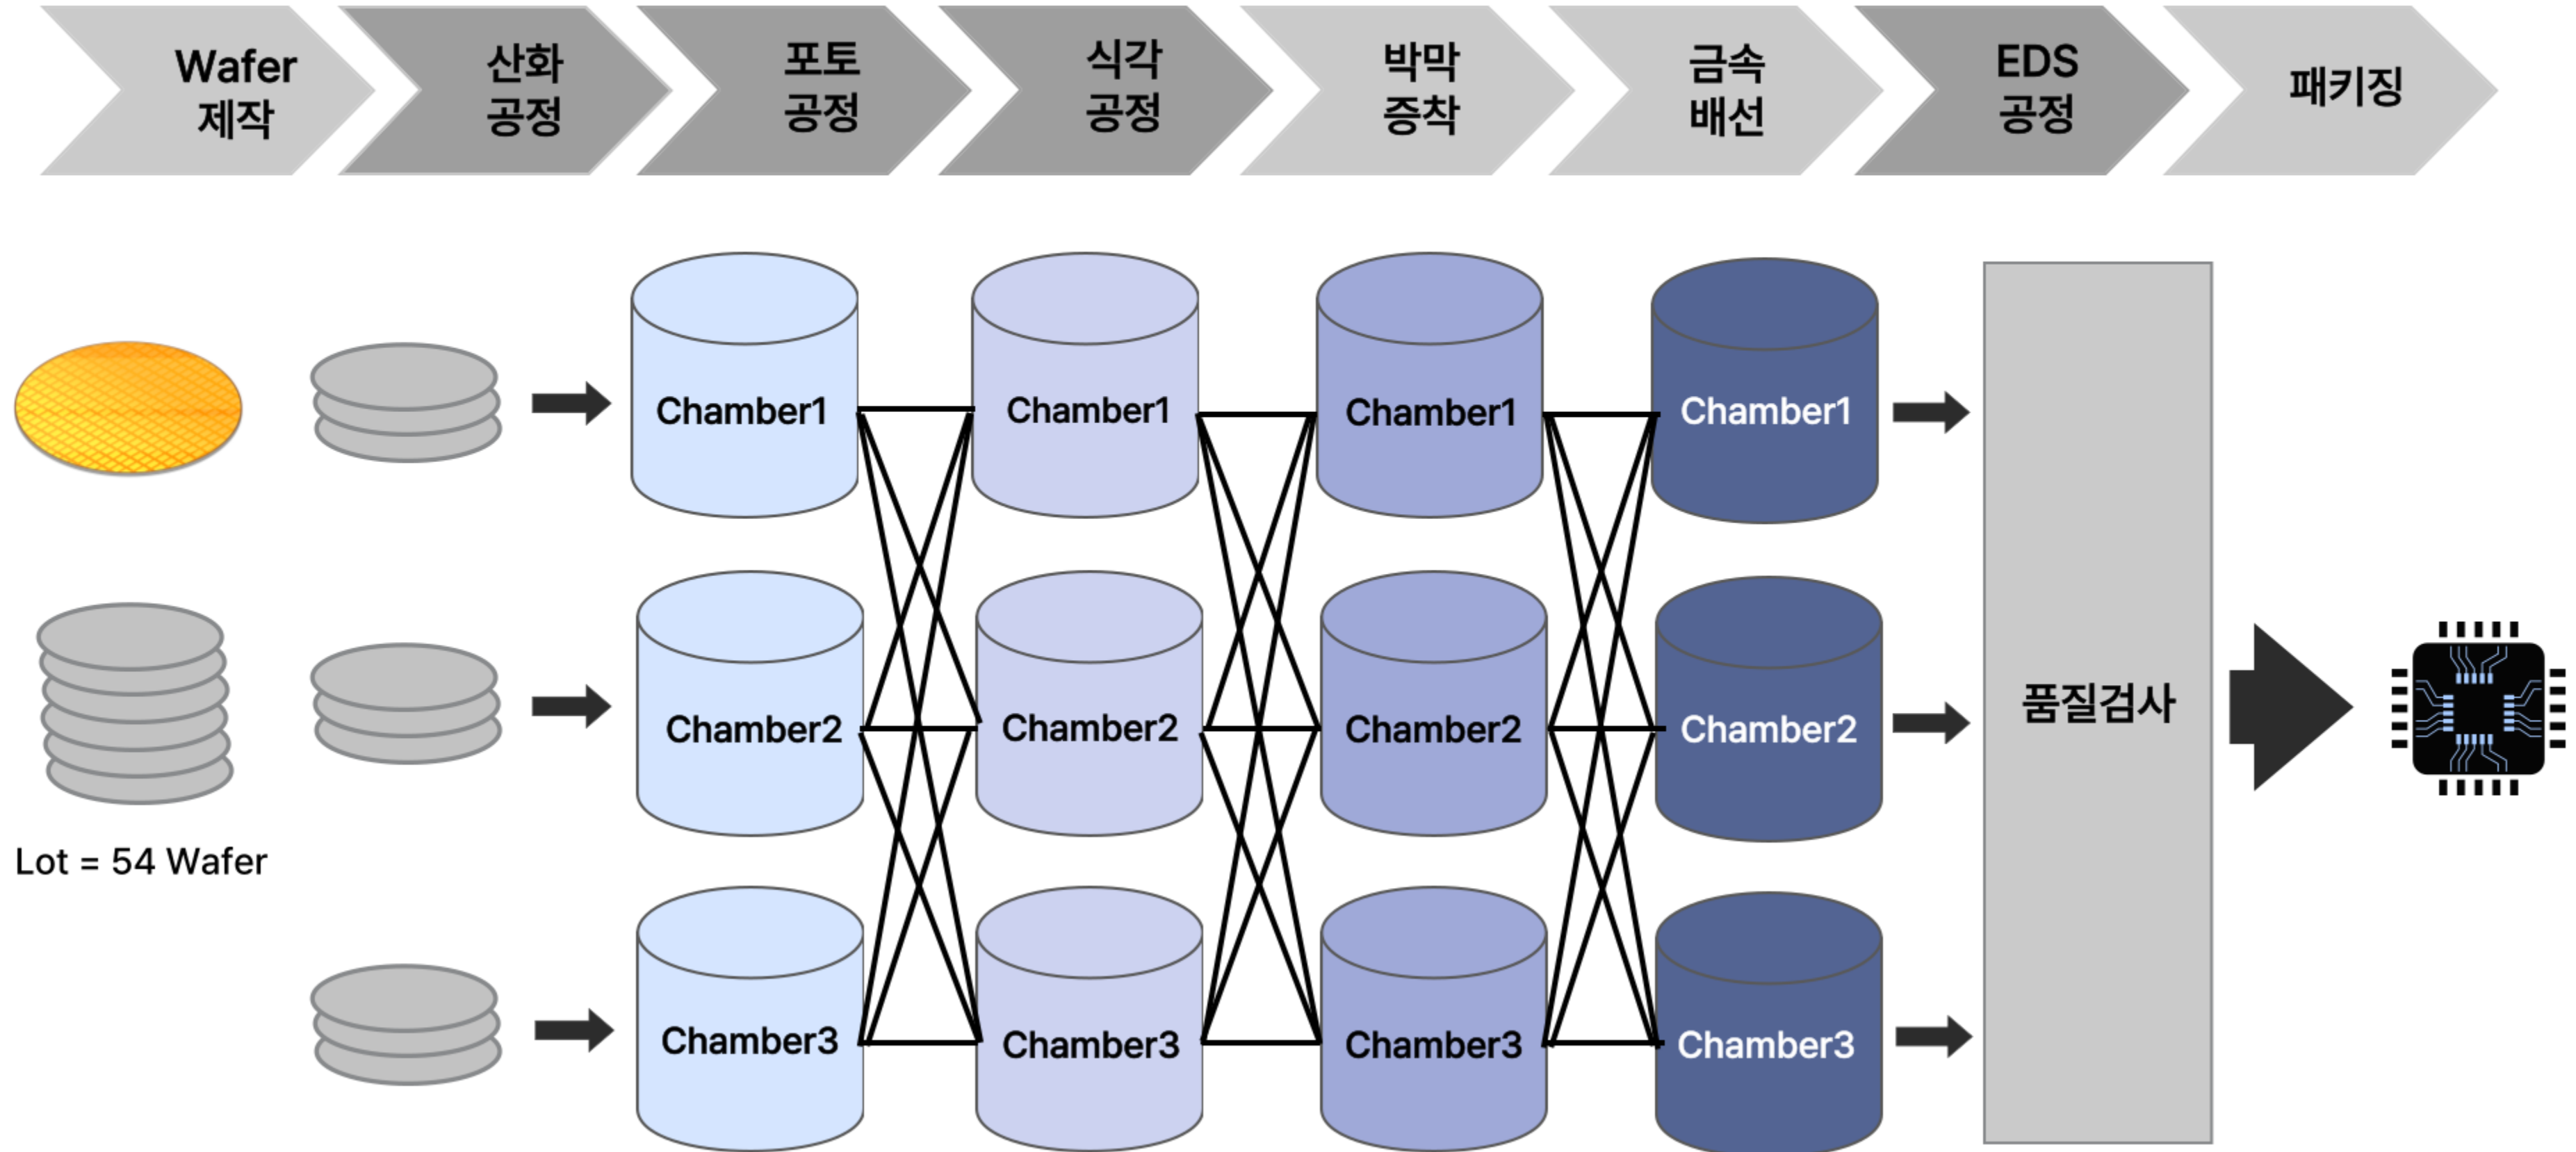 Wafer
제작
산화
공정
포토
공정
식각
공정
박막
증착
금속
배선
EDS
공정
패키징
Chamber1
Chamber1
Chamber1
Chamber1
Chamber2
Chamber2
Chamber2
Chamber2
품질검사
Lot = 54 Wafer
Chamber3
Chamber3
Chamber3
Chamber3